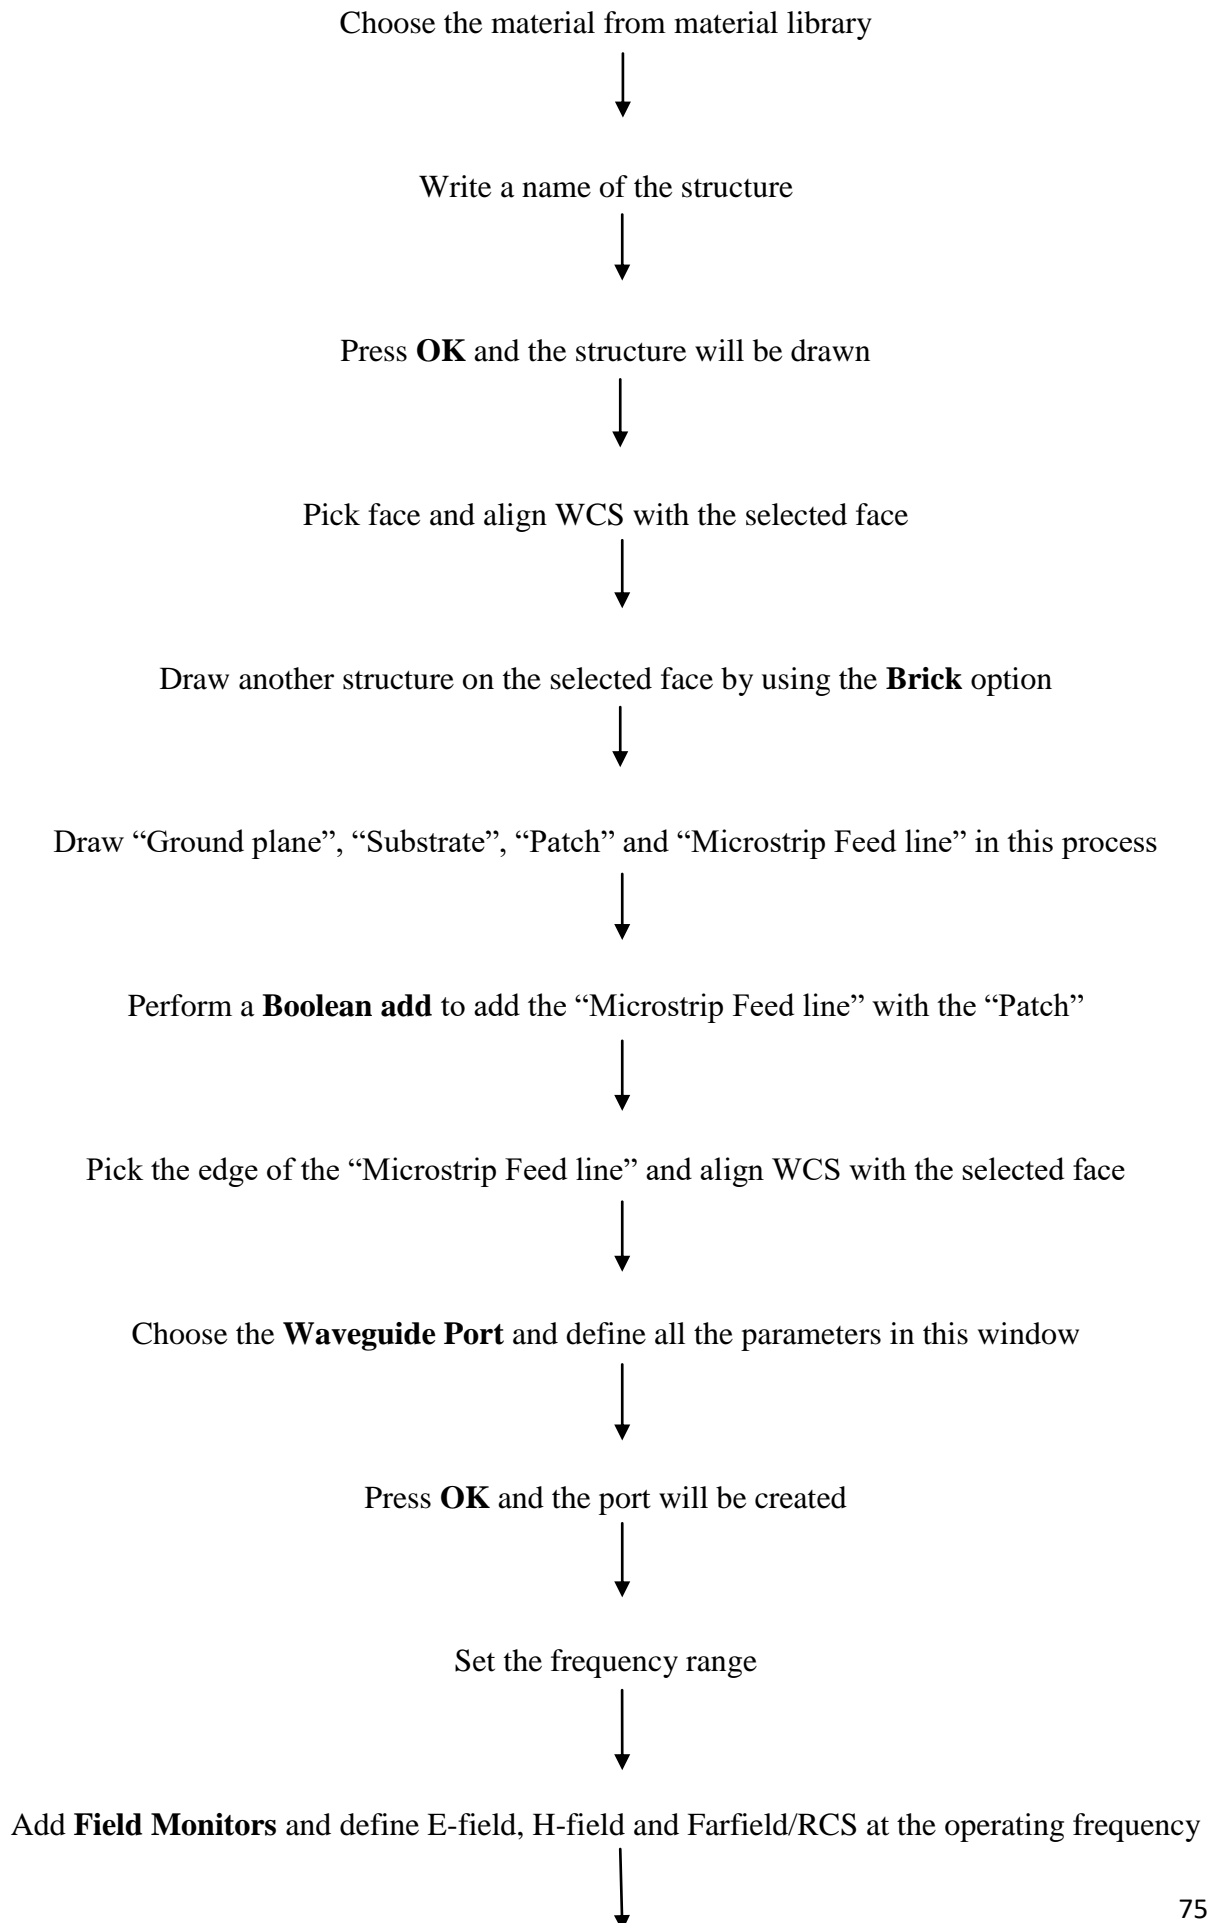 Choose the material from material library
Write a name of the structure
Press OK and the structure will be drawn
Pick face and align WCS with the selected face
Draw another structure on the selected face by using the Brick option
Draw “Ground plane”, “Substrate”, “Patch” and “Microstrip Feed line” in this process
Perform a Boolean add to add the “Microstrip Feed line” with the “Patch”
Pick the edge of the “Microstrip Feed line” and align WCS with the selected face
Choose the Waveguide Port and define all the parameters in this window
Press OK and the port will be created
Set the frequency range
Add Field Monitors and define E-field, H-field and Farfield/RCS at the operating frequency
75